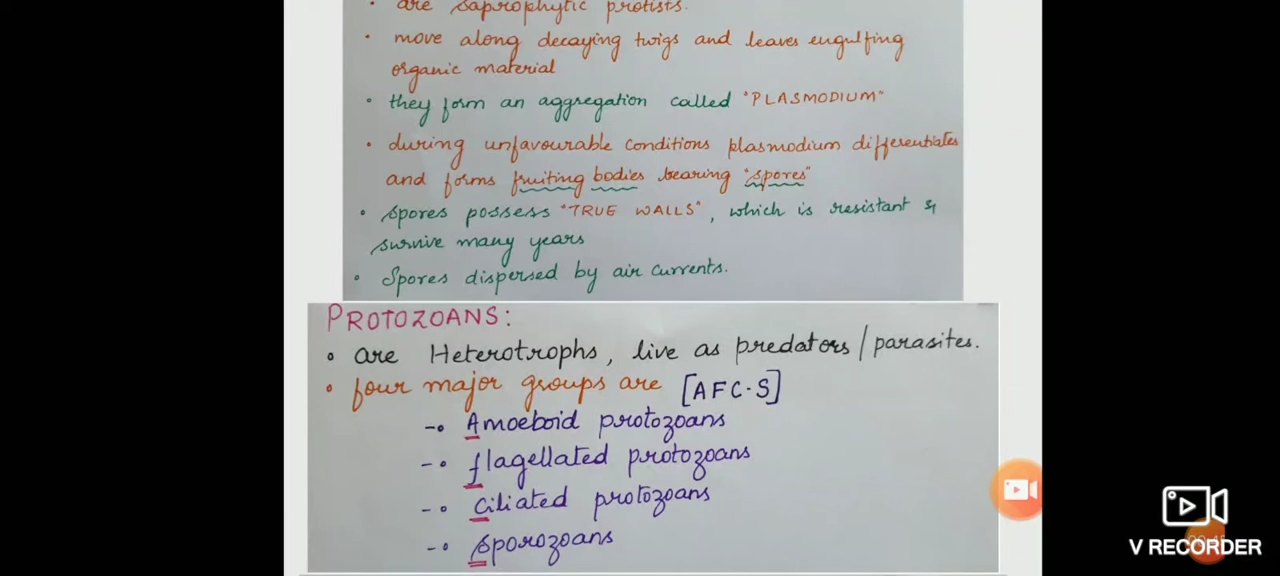 • are saprophytic protists.
• move along decaying twigs and leaves engulfing
organic material
• they form an aggregation called "PLASMODIUM"
• during unfavourable conditions plasmodium differentiates
and forms fruiting bodies bearing "spores"
• spores possess "TRUE WALLS", which is resistant &
survive many years
• Spores dispersed by air currents.
PROTOZOANS:
• are Heterotrophs, live as predators/parasites.
• four major groups are [AFC-S]
-• Amoeboid protozoans
-• flagellated protozoans
-• Ciliated protozoans
-• Sporozoans
V RECORDER